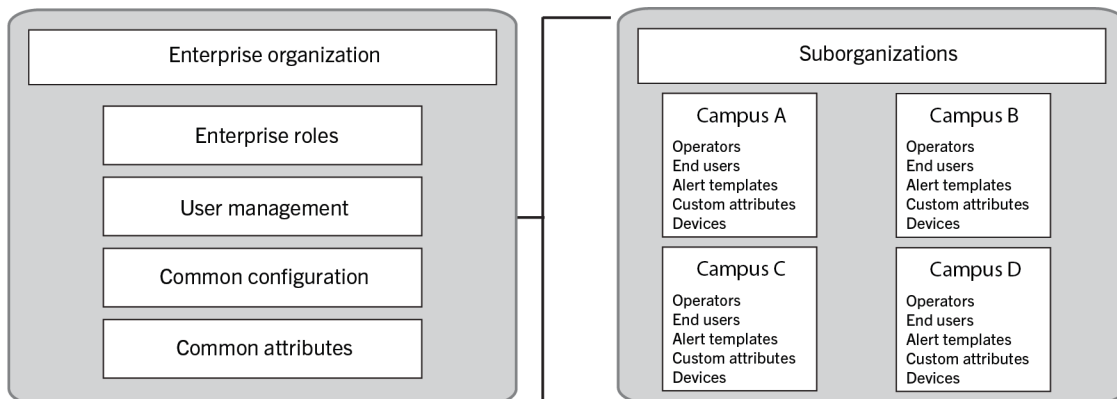 Enterprise organization
Enterprise roles
User management
Common configuration
Common attributes
Suborganizations
Campus A
Operators
End users
Alert templates
Custom attributes
Devices
Campus B
Operators
End users
Alert templates
Custom attributes
Devices
Campus C
Operators
End users
Alert templates
Custom attributes
Devices
Campus D
Operators
End users
Alert templates
Custom attributes
Devices